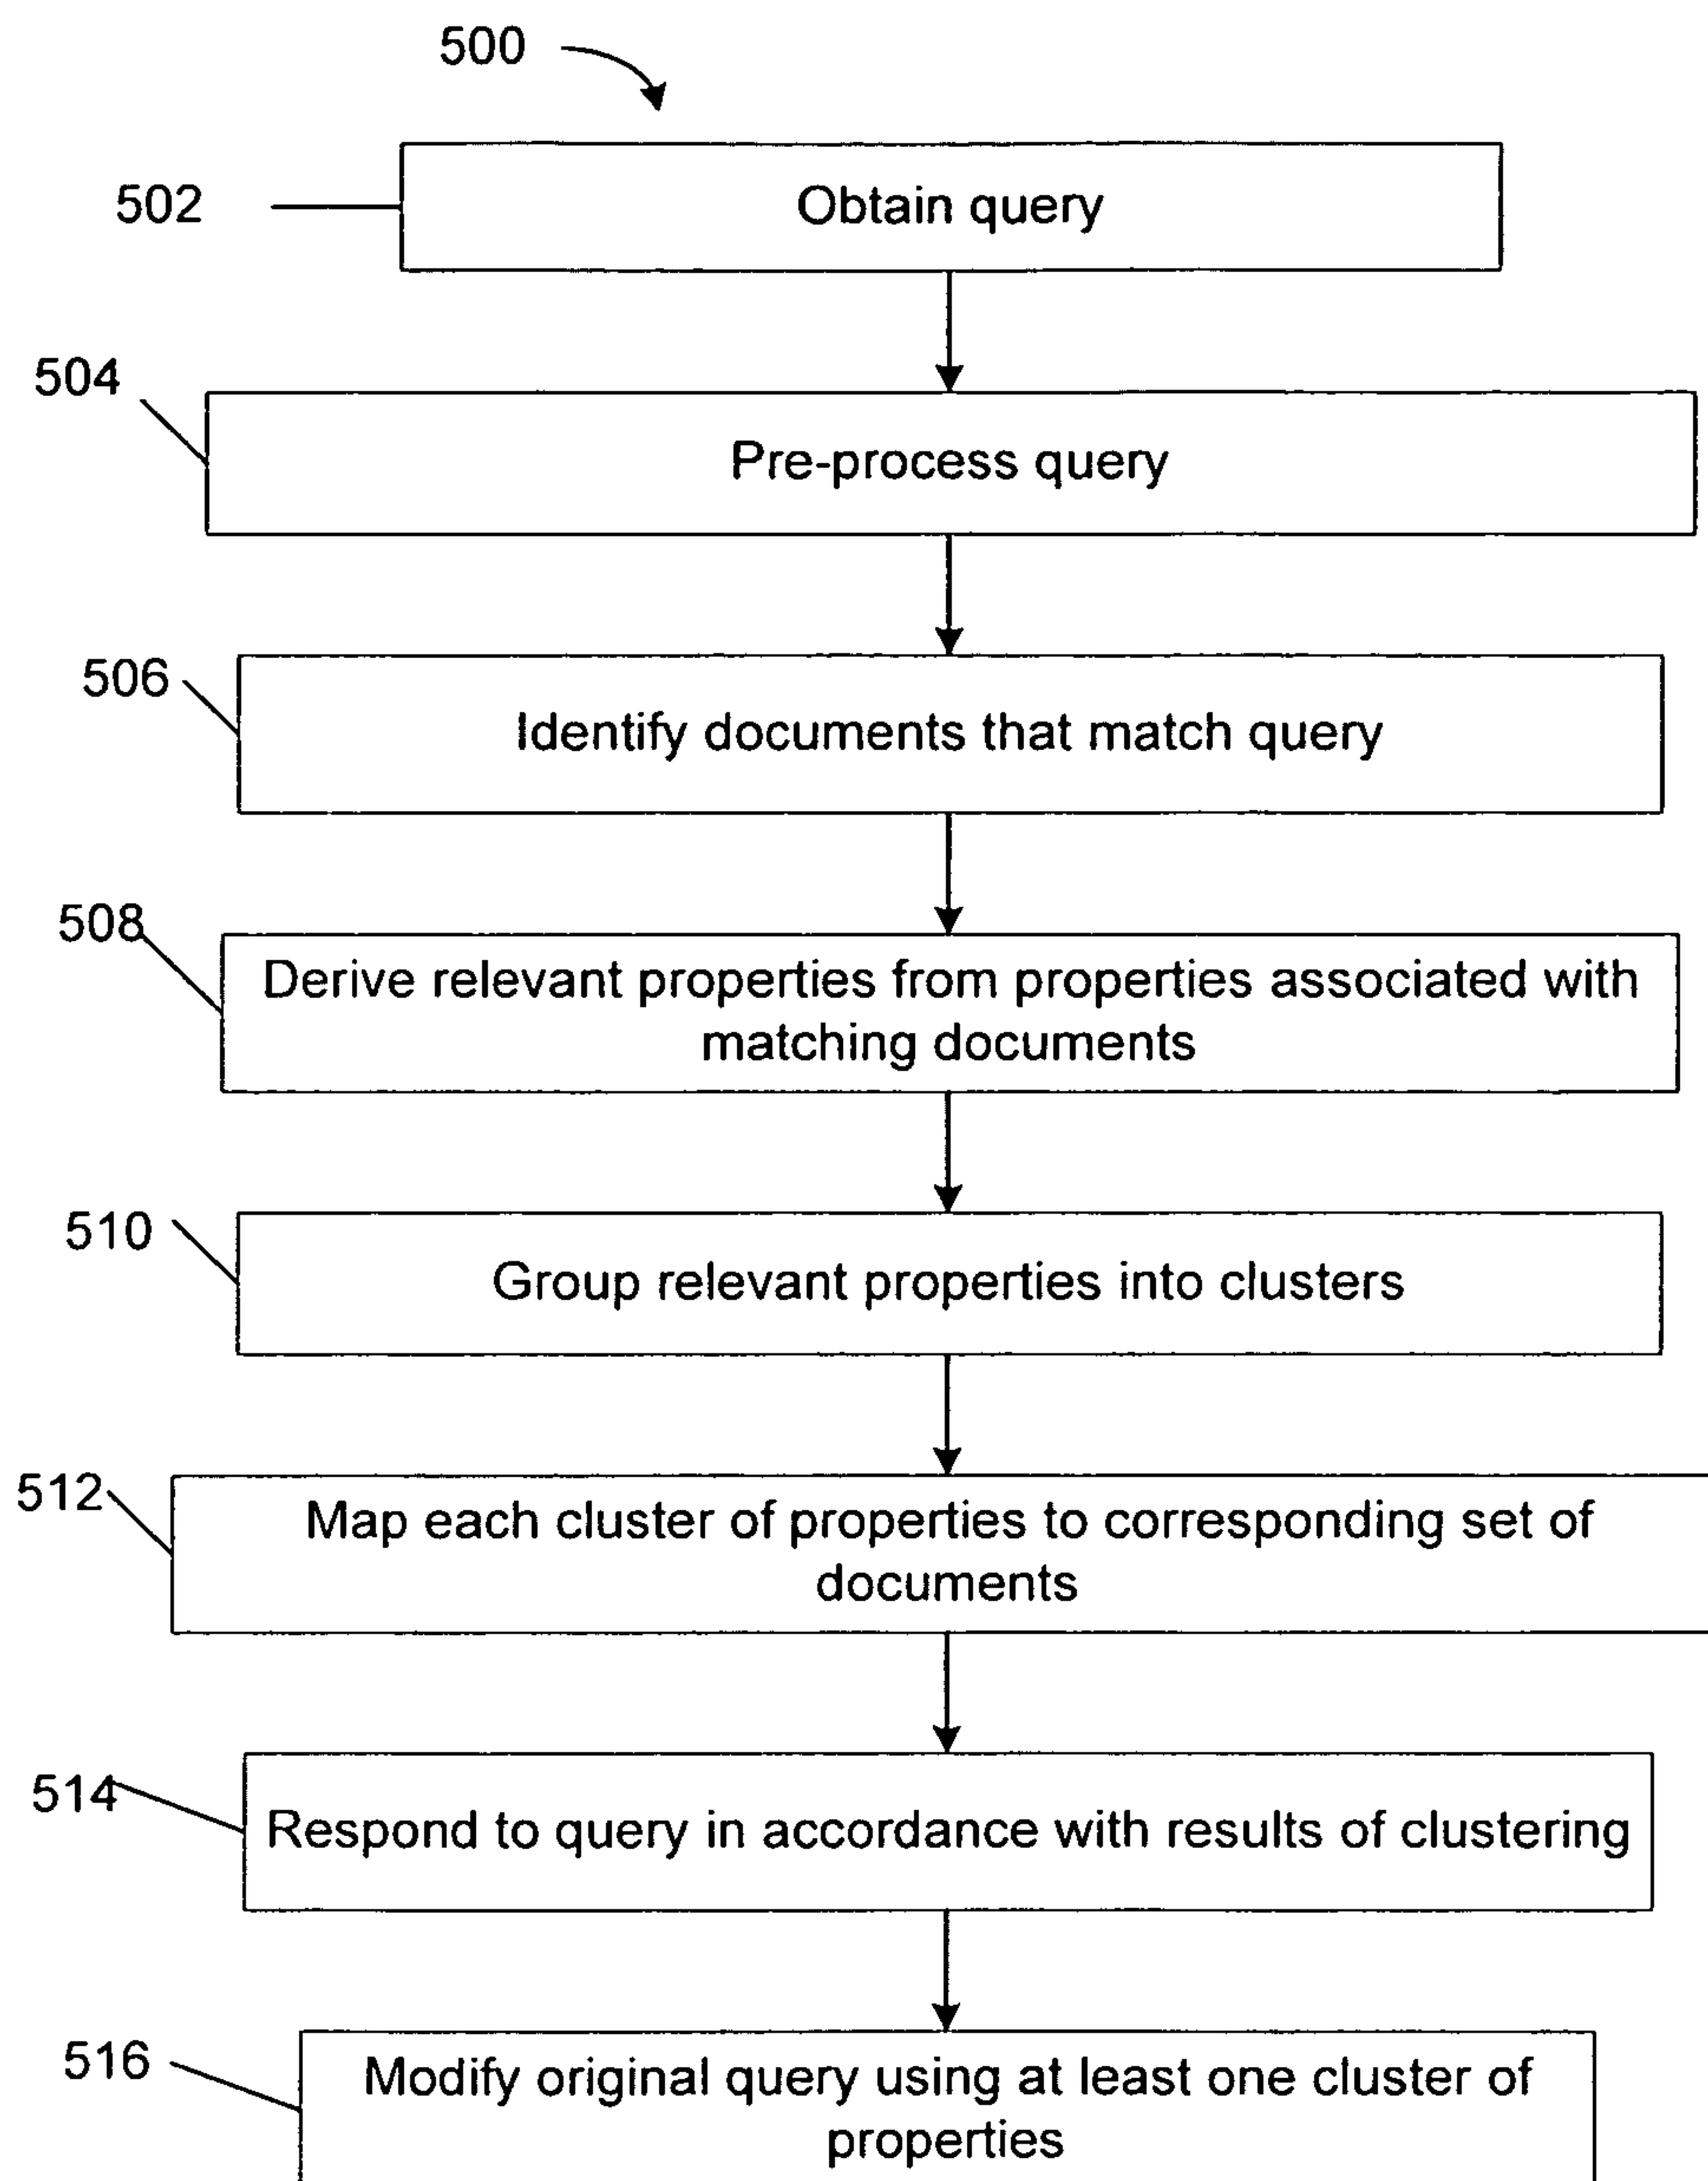 500
502
Obtain query
504
Pre-process query
506
Identify documents that match query
508
Derive relevant properties from properties associated with
matching documents
510
Group relevant properties into clusters
512
Map each cluster of properties to corresponding set of
documents
514
Respond to query in accordance with results of clustering
516
Modify original query using at least one cluster of
properties